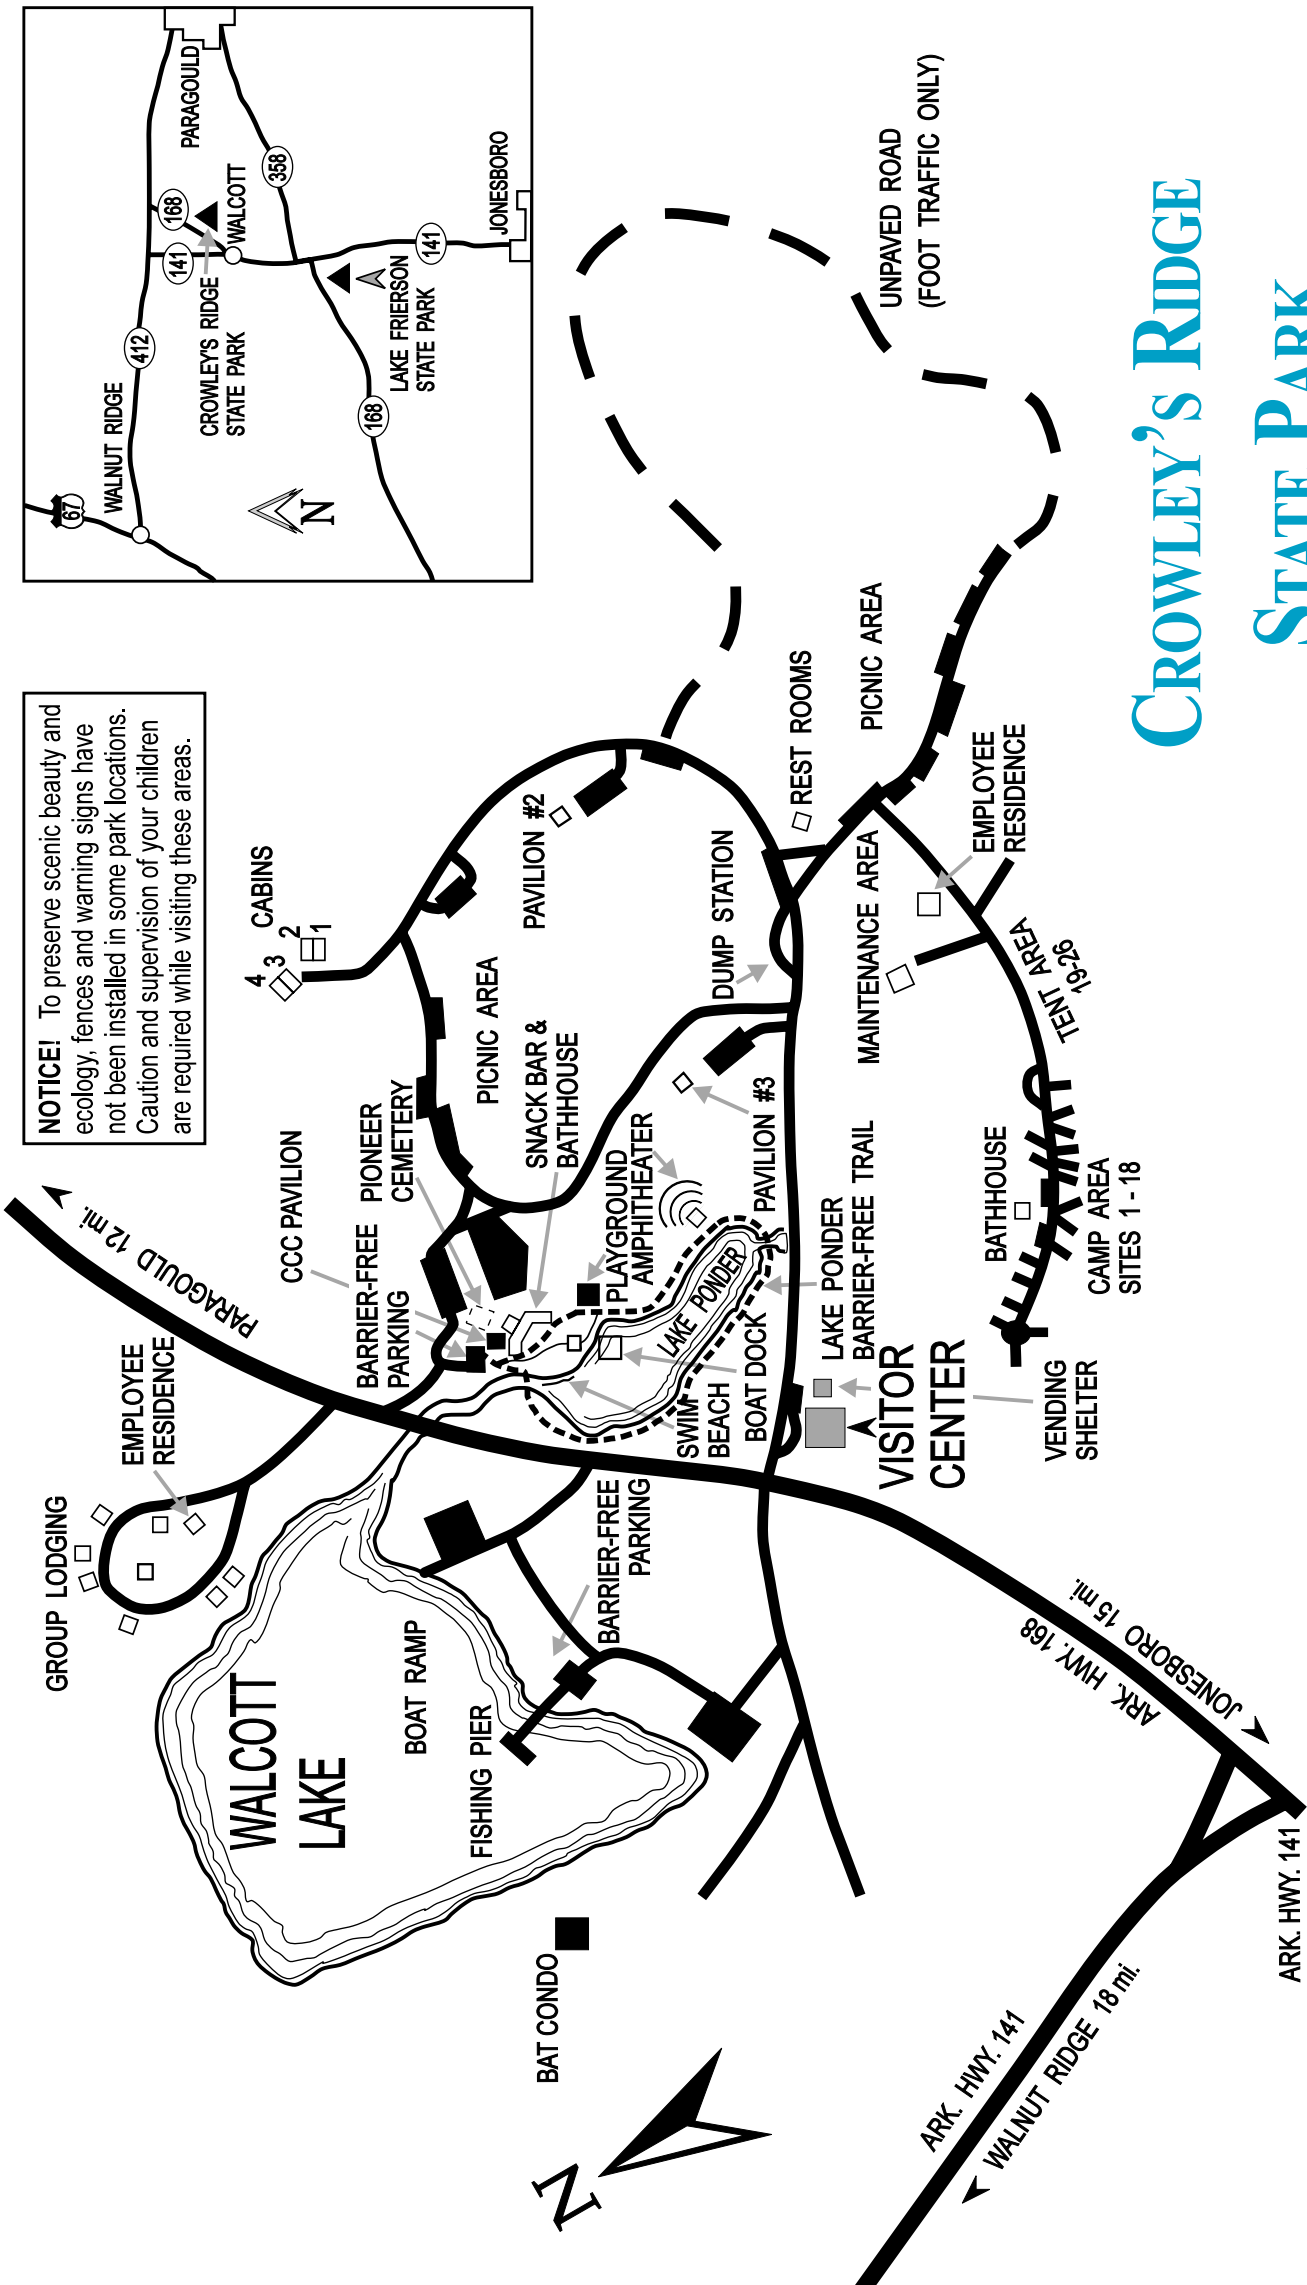 PARAGOULD
168
WALCOTT
358
141
141
JONESBORO
412
CROWLEY'S RIDGE
STATE PARK
LAKE FRIERSON
STATE PARK
WALNUT RIDGE
67
168
N
NOTICE! To preserve scenic beauty and
ecology, fences and warning signs have
not been installed in some park locations.
Caution and supervision of your children
are required while visiting these areas.
UNPAVED ROAD
(FOOT TRAFFIC ONLY)
CROWLEY'S RIDGE
STATE PARK
CABINS
4
3
2
1
PAVILION #2
REST ROOMS
PICNIC AREA
EMPLOYEE
RESIDENCE
DUMP STATION
MAINTENANCE AREA
TENT AREA
19-26
PICNIC AREA
SNACK BAR &
BATHHOUSE
PIONEER
CEMETERY
CCC PAVILION
BARRIER-FREE
PARKING
PLAYGROUND
AMPHITHEATER
PAVILION #3
LAKE PONDER
LAKE PONDER
BARRIER-FREE TRAIL
BATHHOUSE
CAMP AREA
SITES 1 - 18
SWIM
BEACH
BOAT DOCK
VISITOR
CENTER
VENDING
SHELTER
PARAGOULD 12 mi.
EMPLOYEE
RESIDENCE
GROUP LODGING
WALCOTT
LAKE
BOAT RAMP
FISHING PIER
BARRIER-FREE
PARKING
BAT CONDO
N
JONESBORO 15 mi.
ARK. HWY. 168
ARK. HWY. 141
ARK. HWY. 141
WALNUT RIDGE 18 mi.